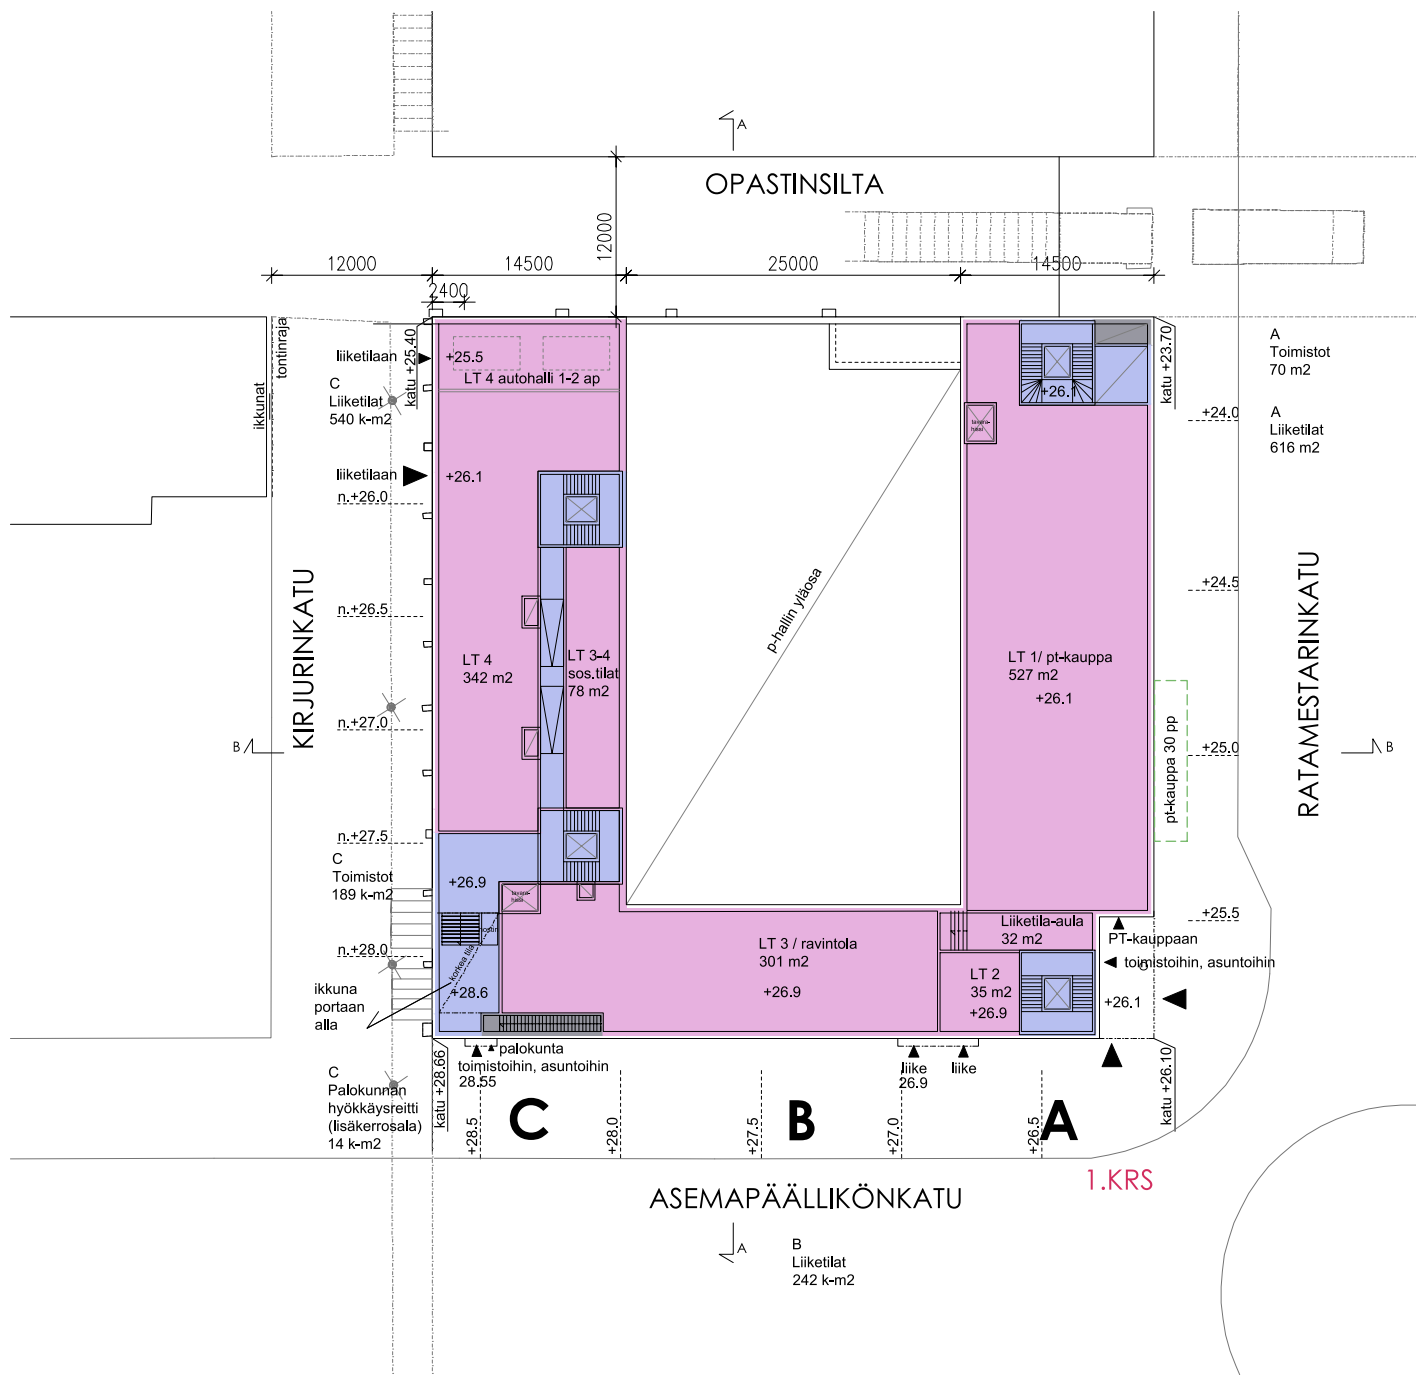 A
OPASTINSILTA
12000
12000
14500
25000
14500
2400
tontinraja
ikkunat
katu +25.40
liiketilaan
+25.5
LT 4 autohalli 1-2 ap
C
Liiketilat
540 k-m2
liiketilaan
+26.1
n.+26.0
n.+26.5
n.+27.0
n.+27.5
n.+28.0
KIRJURINKATU
B
LT 4
342 m2
LT 3-4
sos.tilat
78 m2
p-hallin yläosa
+26.1
katu +23.70
tavara-
hissi
LT 1/ pt-kauppa
527 m2
+26.1
A
Toimistot
70 m2
A
Liiketilat
616 m2
+24.0
+24.5
+25.0
+25.5
RATAMESTARINKATU
B
pt-kauppa 30 pp
C
Toimistot
189 k-m2
+26.9
tavara-
hissi
korkea tila
+28.6
ikkuna
portaan
alla
LT 3 / ravintola
301 m2
+26.9
Liiketila-aula
32 m2
LT 2
35 m2
+26.9
PT-kauppaan
toimistoihin, asuntoihin
+26.1
palokunta
toimistoihin, asuntoihin
28.55
liike
26.9
liike
katu +28.66
katu +26.10
C
Palokunnan
hyökkäysreitti
(lisäkerrosala)
14 k-m2
C
B
A
+28.5
+28.0
+27.5
+27.0
+26.5
1.KRS
ASEMAPÄÄLLIKÖNKATU
A
B
Liiketilat
242 k-m2